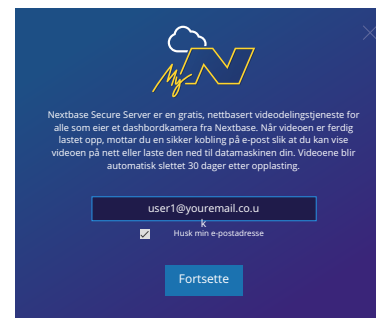 My N
Nextbase Secure Server er en gratis, nettbasert videodelingstjeneste for
alle som eier et dashbordkamera fra Nextbase. Når videoen er ferdig
lastet opp, mottar du en sikker kobling på e-post slik at du kan vise
videoen på nett eller laste den ned til datamaskinen din. Videoene blir
automatisk slettet 30 dager etter opplasting.
user1@youremail.co.u
k
Husk min e-postadresse
Fortsette